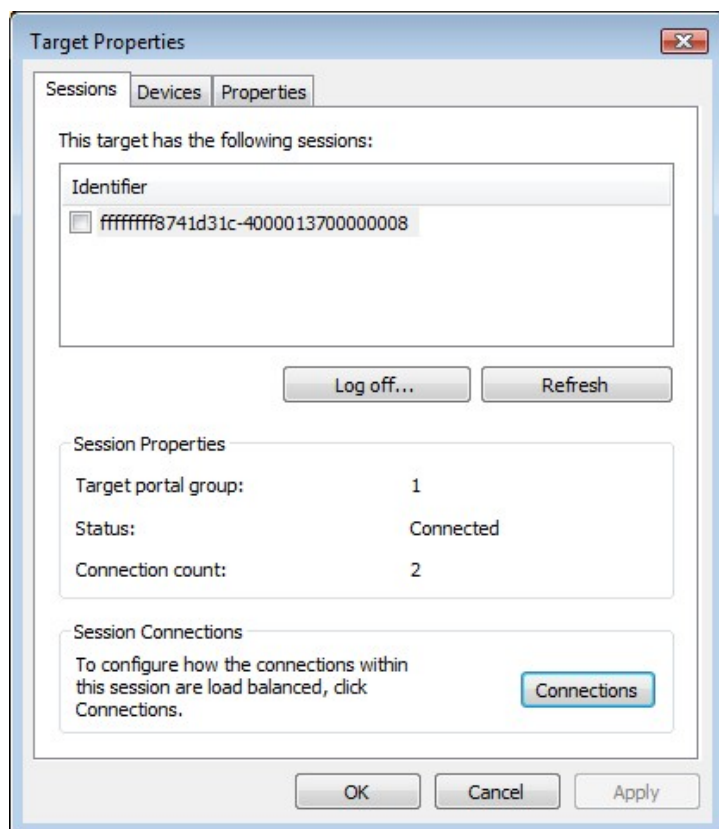 Target Properties
Sessions Devices Properties
This target has the following sessions:
Identifier
ffffffff8741d31c-4000013700000008
Log off... Refresh
Session Properties
Target portal group: 1
Status: Connected
Connection count: 2
Session Connections
To configure how the connections within
this session are load balanced, click
Connections.
Connections
OK Cancel Apply